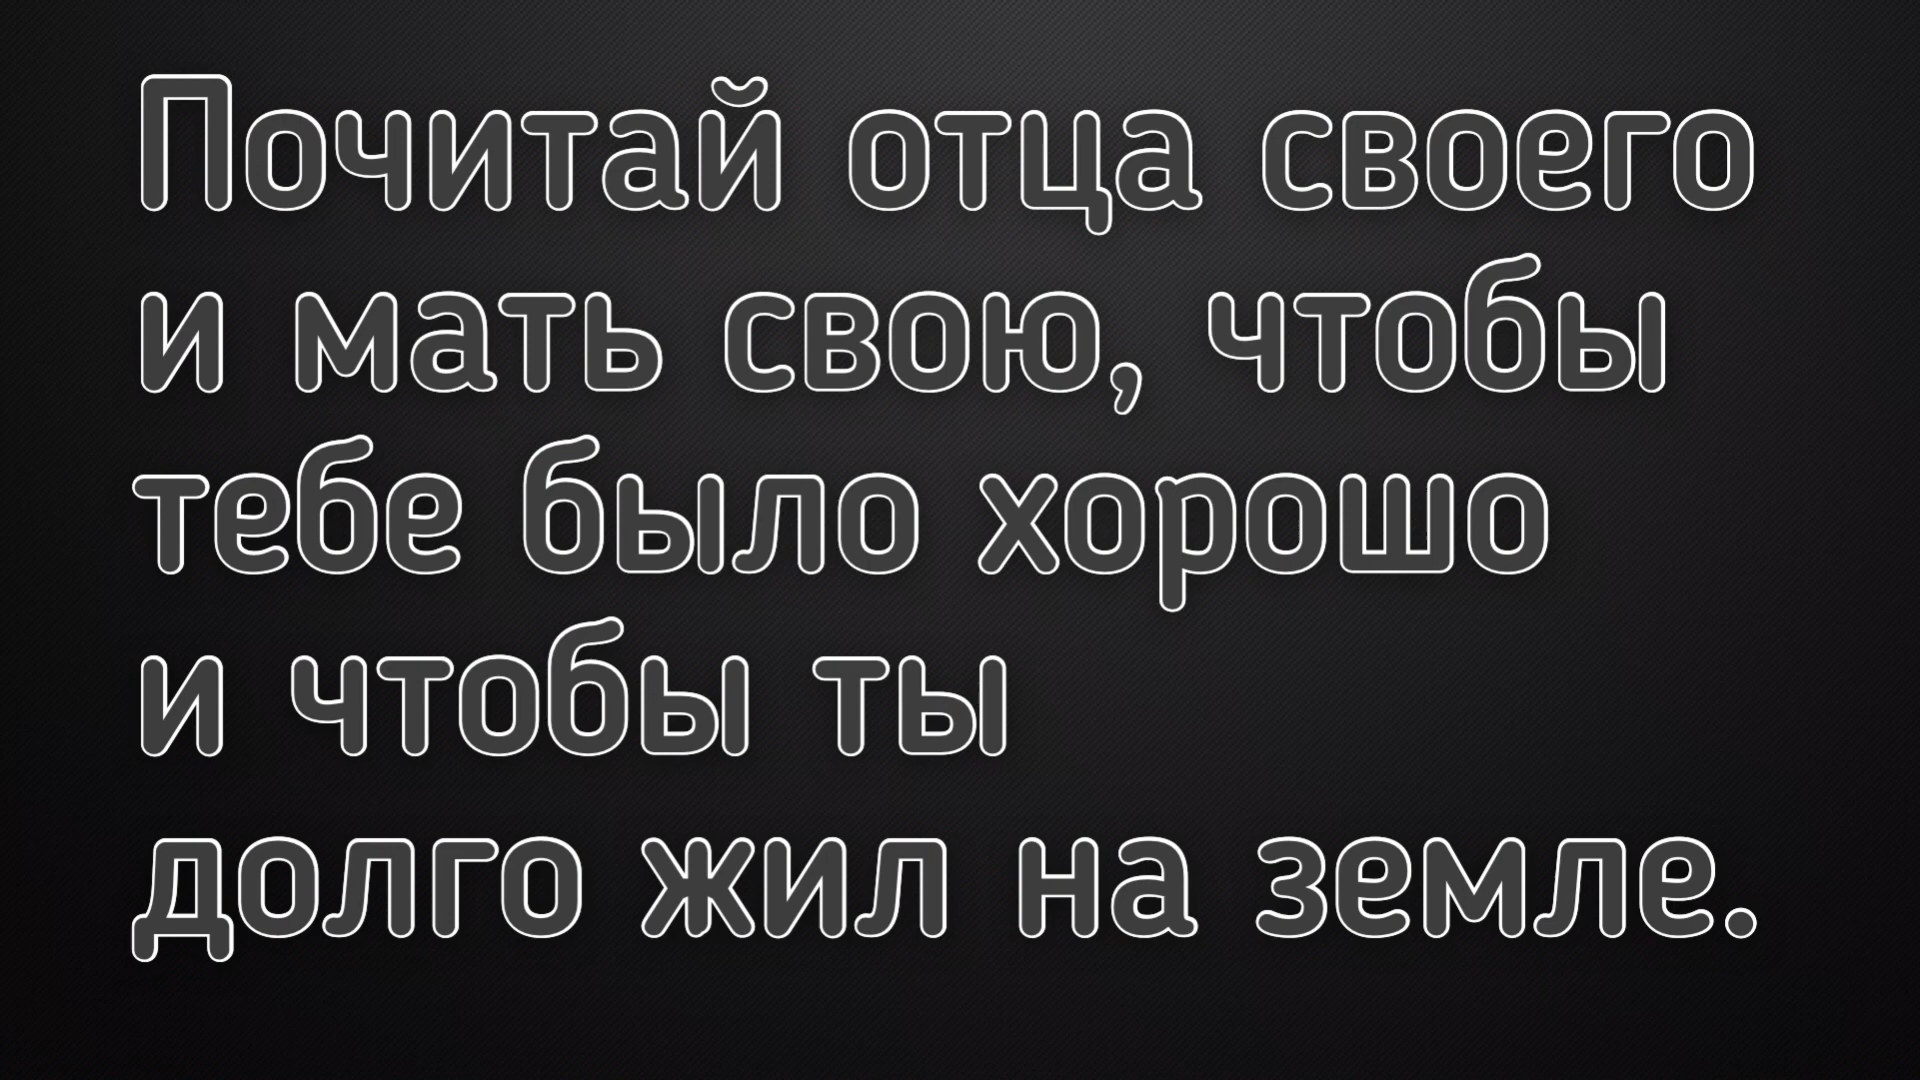 Почитай отца своего
и мать свою, чтобы
тебе было хорошо
и чтобы ты
долго жил на земле.